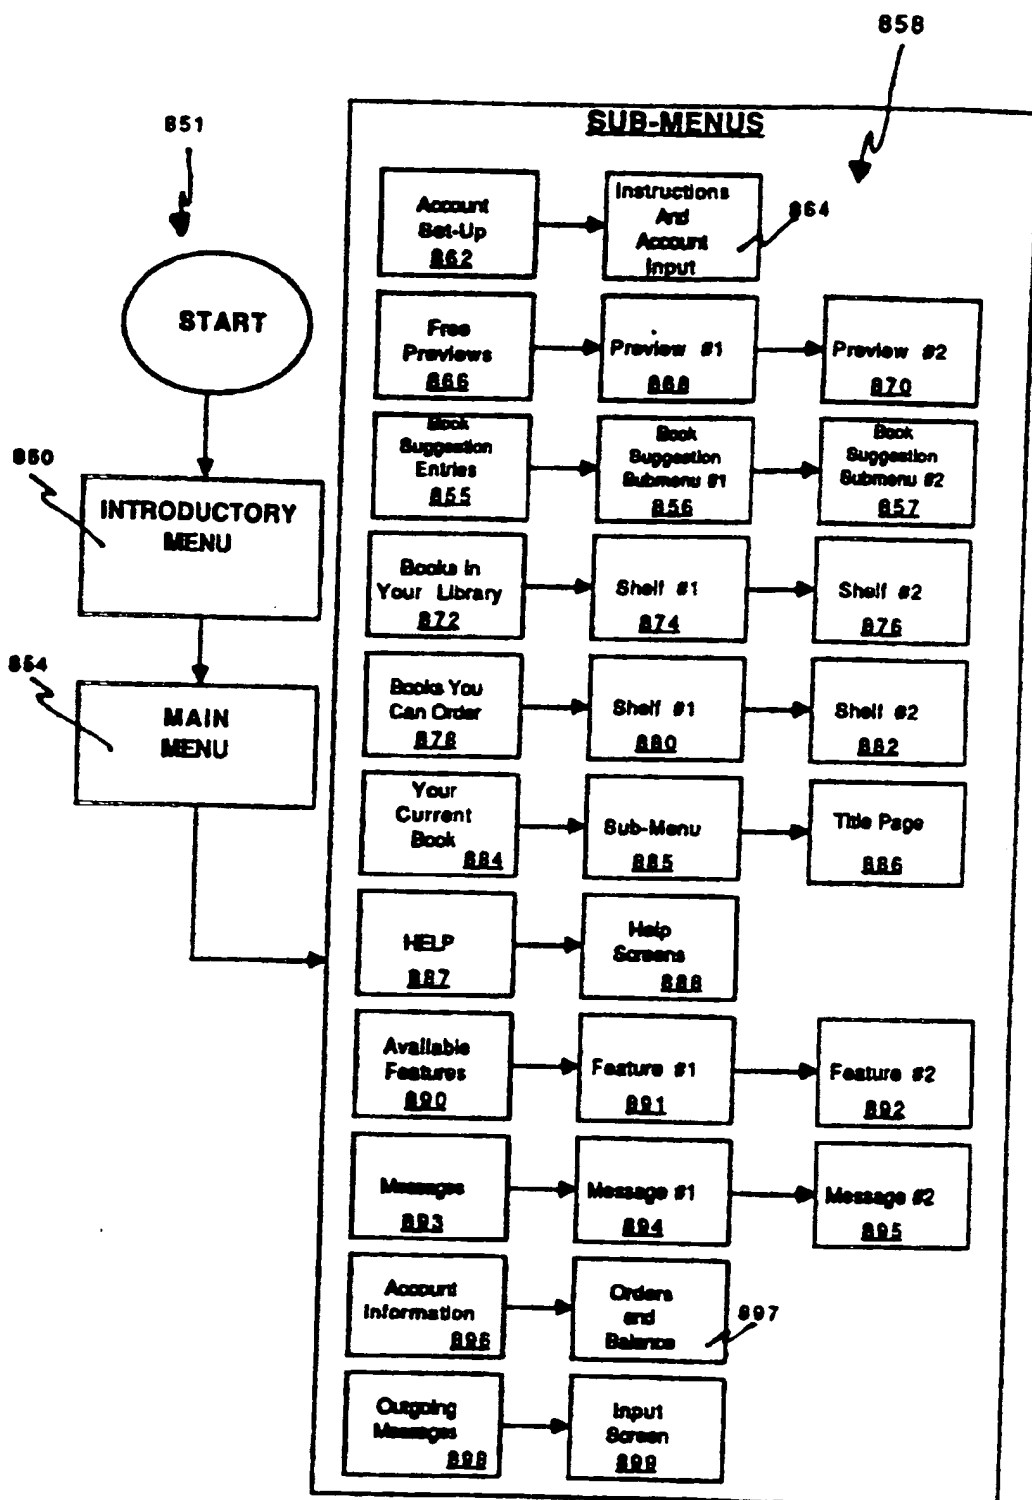 858
851
SUB-MENUS
Account
Set-Up
862
Instructions
And
Account
Input
864
START
Free
Previews
866
Preview #1
868
Preview #2
870
Book
Suggestion
Entries
855
Book
Suggestion
Submenu #1
856
Book
Suggestion
Submenu #2
857
850
INTRODUCTORY
MENU
Books In
Your Library
872
Shelf #1
874
Shelf #2
876
854
MAIN
MENU
Books You
Can Order
878
Shelf #1
880
Shelf #2
882
Your
Current
Book
884
Sub-Menu
885
Title Page
886
HELP
887
Help
Screens
888
Available
Features
890
Feature #1
891
Feature #2
892
Messages
893
Message #1
894
Message #2
895
Account
Information
896
Orders
and
Balance
897
Outgoing
Messages
898
Input
Screen
899